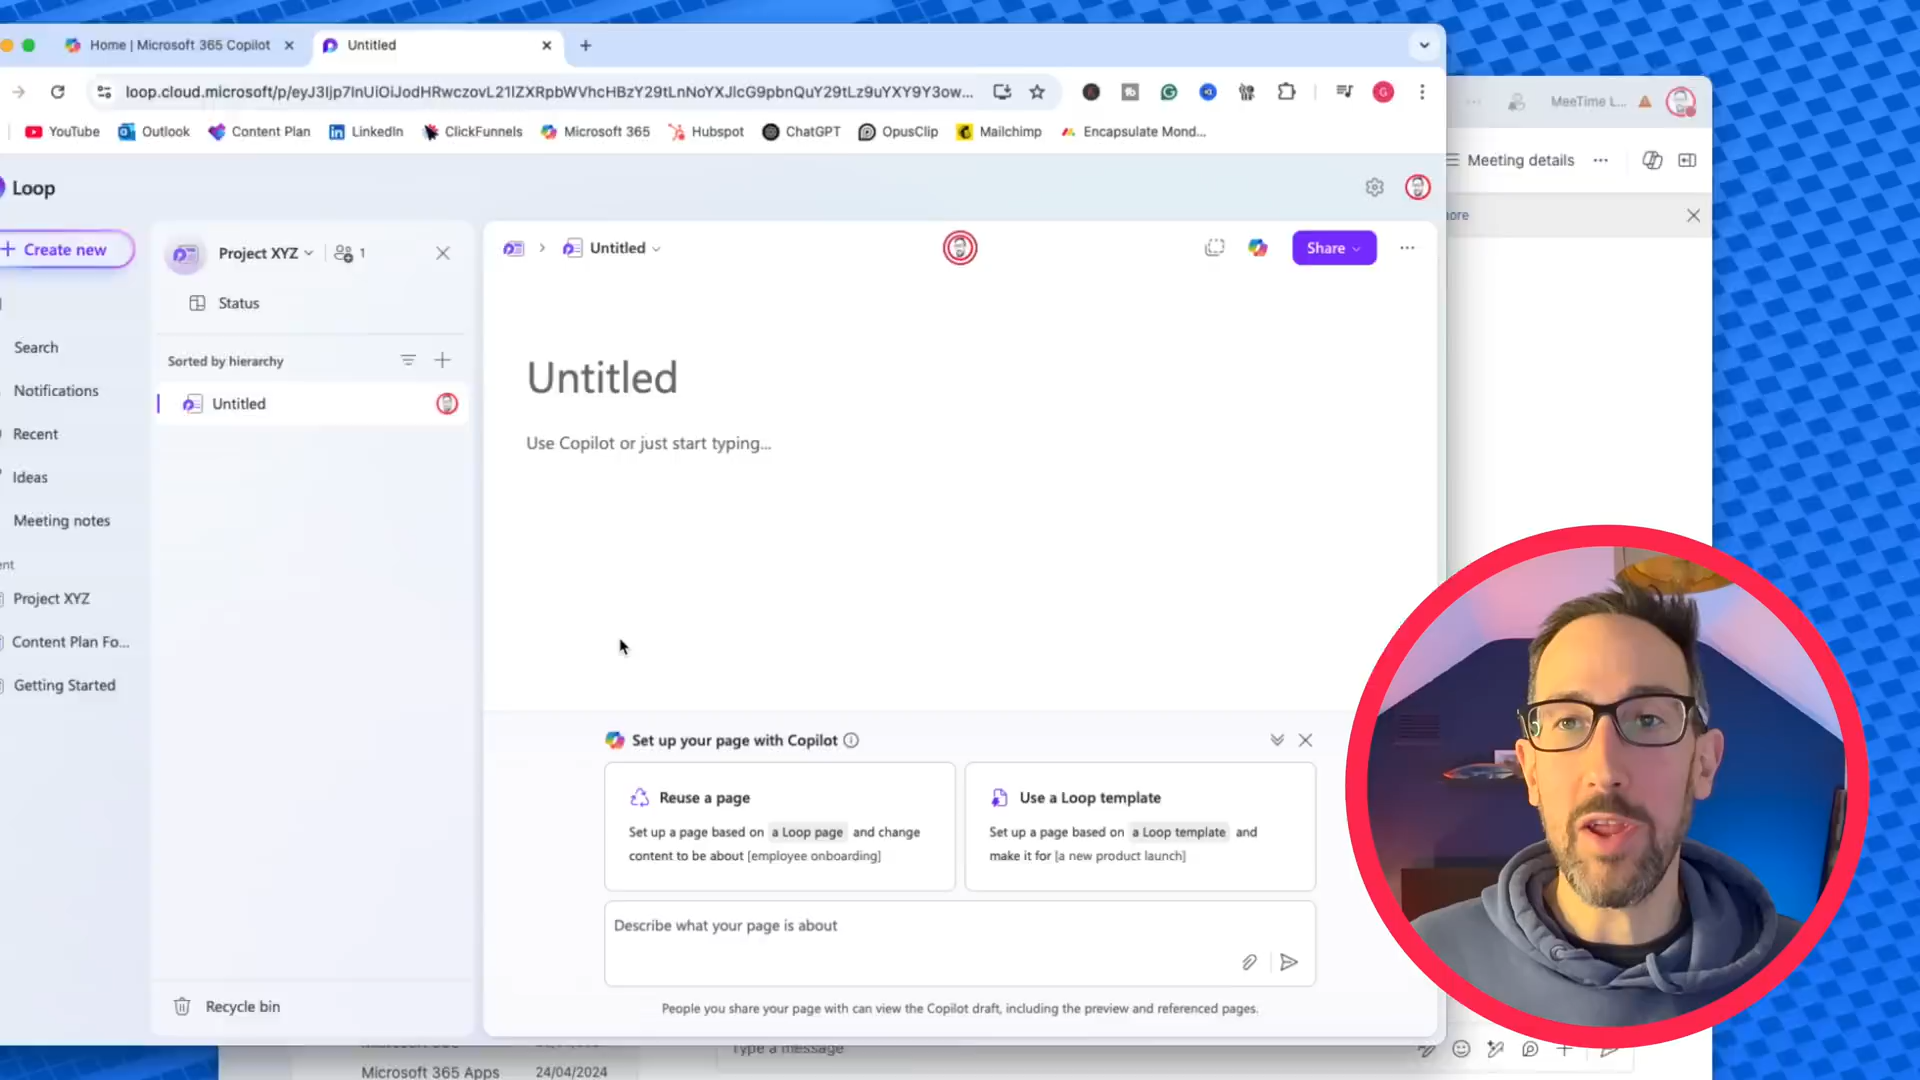 Home | Microsoft 365 Copilot
Untitled
loop.cloud.microsoft/p/eyJ3Ijp7InUiOiJodHRwczovL21lZXRpbWVhcHBzY29tLnNoYXJlcG9pbnQuY29tLz9uYXY9Y3ow...
YouTube
Outlook
Content Plan
LinkedIn
ClickFunnels
Microsoft 365
Hubspot
ChatGPT
OpusClip
Mailchimp
Encapsulate Mond...
MeeTime L...
Meeting details
ore
Loop
Create new
Search
Notifications
Recent
Ideas
Meeting notes
ent
Project XYZ
Content Plan Fo...
Getting Started
Project XYZ
1
Status
Sorted by hierarchy
Untitled
Recycle bin
Untitled
Share
Untitled
Use Copilot or just start typing...
Set up your page with Copilot
Reuse a page
Set up a page based on a Loop page and change
content to be about [employee onboarding]
Use a Loop template
Set up a page based on a Loop template and
make it for [a new product launch]
Describe what your page is about
People you share your page with can view the Copilot draft, including the preview and referenced pages.
Type a message
Microsoft 365 Apps
24/04/2024